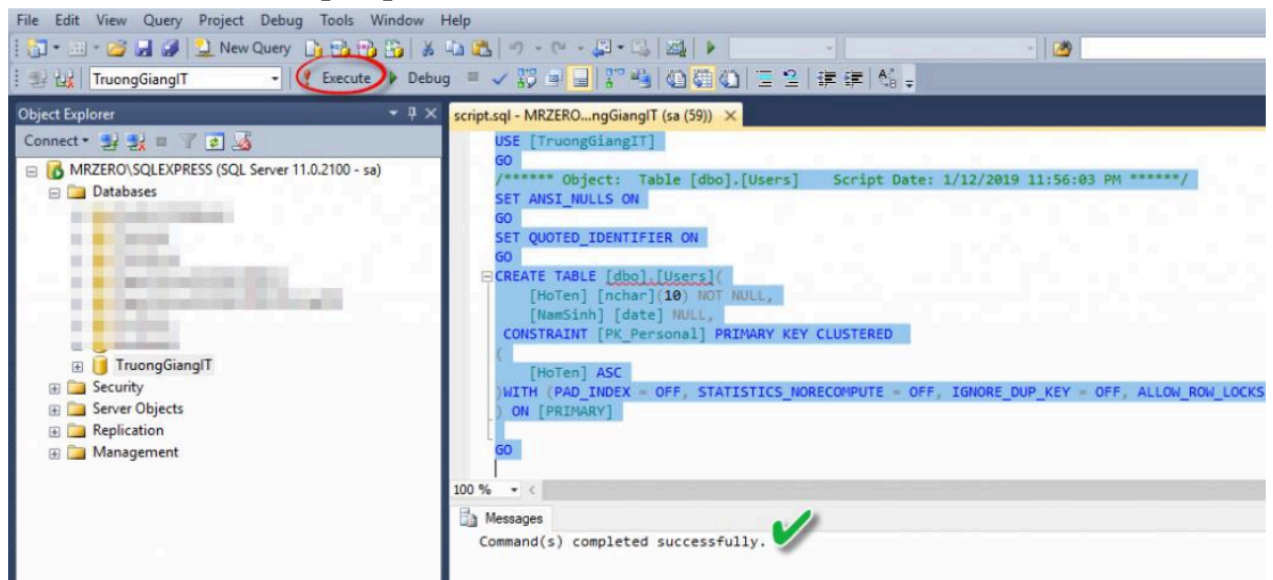 File Edit View Query Project Debug Tools Window Help
New Query
TruongGiangIT Execute Debug
Object Explorer
script.sql - MRZERO...ngGiangIT (sa (59))
Connect
MRZERO\SQLEXPRESS (SQL Server 11.0.2100 - sa)
Databases
TruongGiangIT
Security
Server Objects
Replication
Management
USE [TruongGiangIT]
GO
/****** Object: Table [dbo].[Users] Script Date: 1/12/2019 11:56:03 PM ******/
SET ANSI_NULLS ON
GO
SET QUOTED_IDENTIFIER ON
GO
CREATE TABLE [dbo].[Users](
[HoTen] [nchar](10) NOT NULL,
[NamSinh] [date] NULL,
CONSTRAINT [PK_Personal] PRIMARY KEY CLUSTERED
(
[HoTen] ASC
)WITH (PAD_INDEX = OFF, STATISTICS_NORECOMPUTE = OFF, IGNORE_DUP_KEY = OFF, ALLOW_ROW_LOCKS
) ON [PRIMARY]
GO
100 %
Messages
Command(s) completed successfully.